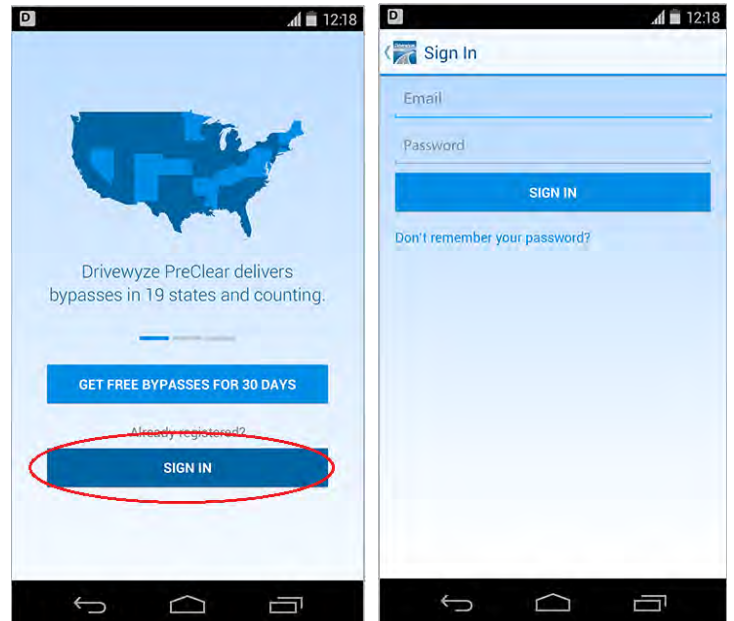 D 12:18
Drivewyze PreClear delivers
bypasses in 19 states and counting.
GET FREE BYPASSES FOR 30 DAYS
Already registered?
SIGN IN
D 12:18
Sign In
Email
Password
SIGN IN
Don't remember your password?